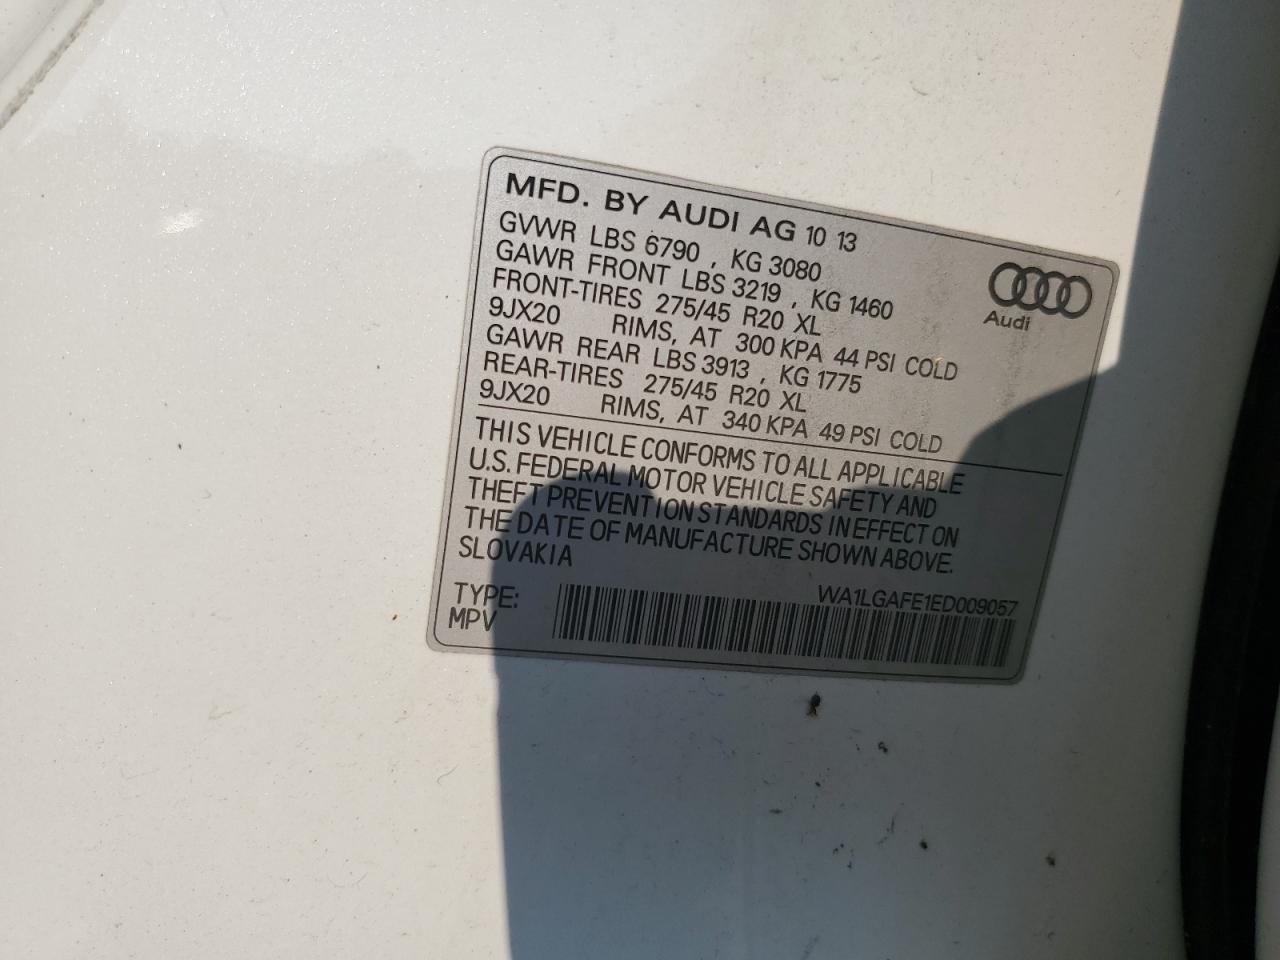 MFD. BY AUDI AG 10 13
GVWR LBS 6790 , KG 3080
GAWR FRONT LBS 3219 , KG 1460
FRONT-TIRES 275/45 R20 XL
9JX20 RIMS, AT 300 KPA 44 PSI COLD
GAWR REAR LBS 3913 , KG 1775
REAR-TIRES 275/45 R20 XL
9JX20 RIMS, AT 340 KPA 49 PSI COLD
Audi
THIS VEHICLE CONFORMS TO ALL APPLICABLE
U.S. FEDERAL MOTOR VEHICLE SAFETY AND
THEFT PREVENTION STANDARDS IN EFFECT ON
THE DATE OF MANUFACTURE SHOWN ABOVE.
SLOVAKIA
WA1LGAFE1ED009057
TYPE:
MPV